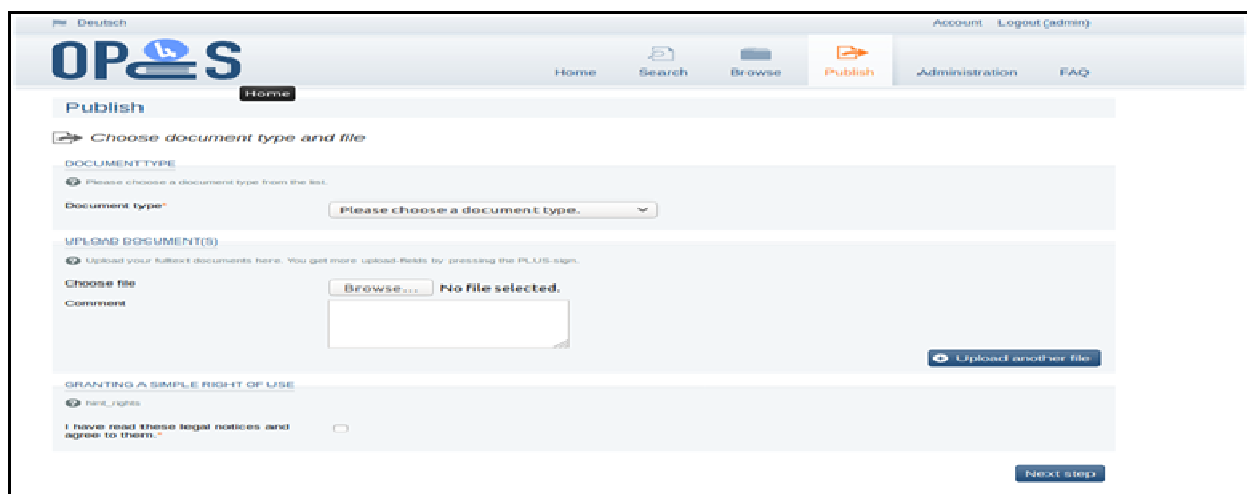 Deutsch
Account Logout (admin)
OPUS 4
Home Search Browse Publish Administration FAQ
Home
Publish
Choose document type and file
DOCUMENTTYPE
Please choose a document type from the list.
Document type*
Please choose a document type.
UPLOAD DOCUMENT(S)
Upload your fulltext documents here. You get more upload-fields by pressing the PLUS-sign.
Choose file
Browse... No file selected.
Comment
Upload another file
GRANTING A SIMPLE RIGHT OF USE
hint_rights
I have read these legal notices and
agree to them.*
Next step